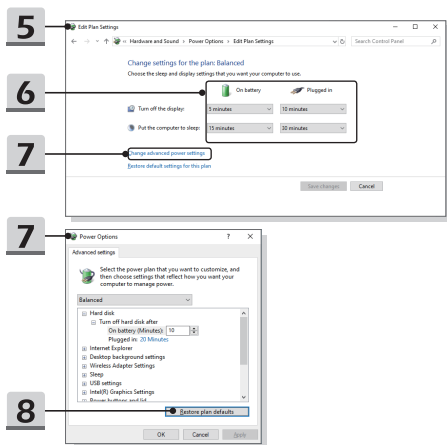 5
Edit Plan Settings
« Hardware and Sound › Power Options › Edit Plan Settings
Search Control Panel
Change settings for the plan: Balanced
Choose the sleep and display settings that you want your computer to use.
6
On battery
Plugged in
Turn off the display:
5 minutes
10 minutes
Put the computer to sleep:
15 minutes
30 minutes
7
Change advanced power settings
Restore default settings for this plan
Save changes
Cancel
7
Power Options
?
Advanced settings
Select the power plan that you want to customize, and
then choose settings that reflect how you want your
computer to manage power.
Balanced
Hard disk
Turn off hard disk after
On battery (Minutes): 10
Plugged in: 20 Minutes
Internet Explorer
Desktop background settings
Wireless Adapter Settings
Sleep
USB settings
Intel(R) Graphics Settings
Power buttons and lid
8
Restore plan defaults
OK
Cancel
Apply